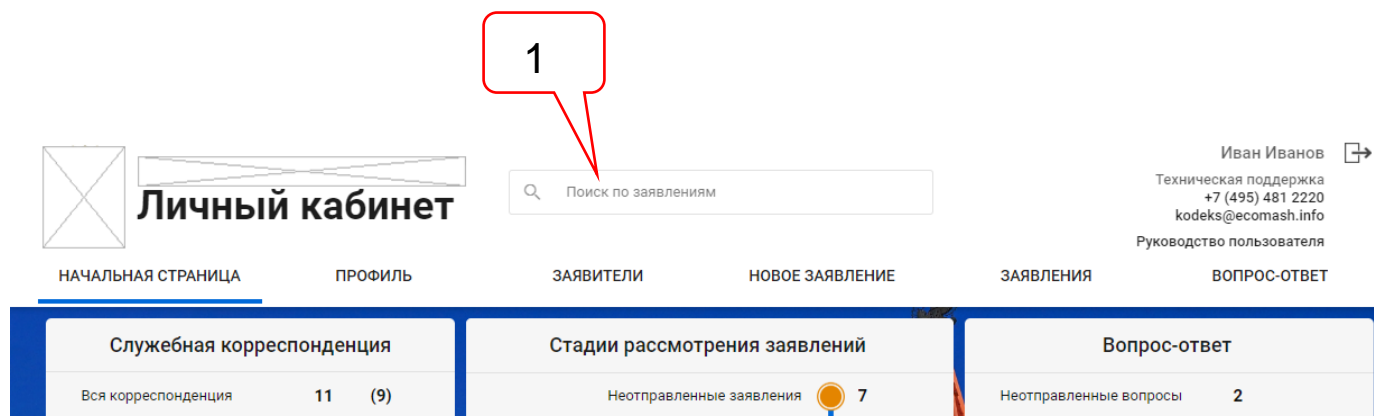 1
Иван Иванов
Техническая поддержка
+7 (495) 481 2220
kodeks@ecomash.info
Руководство пользователя
Личный кабинет
Поиск по заявлениям
НАЧАЛЬНАЯ СТРАНИЦА ПРОФИЛЬ ЗАЯВИТЕЛИ НОВОЕ ЗАЯВЛЕНИЕ ЗАЯВЛЕНИЯ ВОПРОС-ОТВЕТ
Служебная корреспонденция
Вся корреспонденция 11 (9)
Стадии рассмотрения заявлений
Неотправленные заявления 7
Вопрос-ответ
Неотправленные вопросы 2